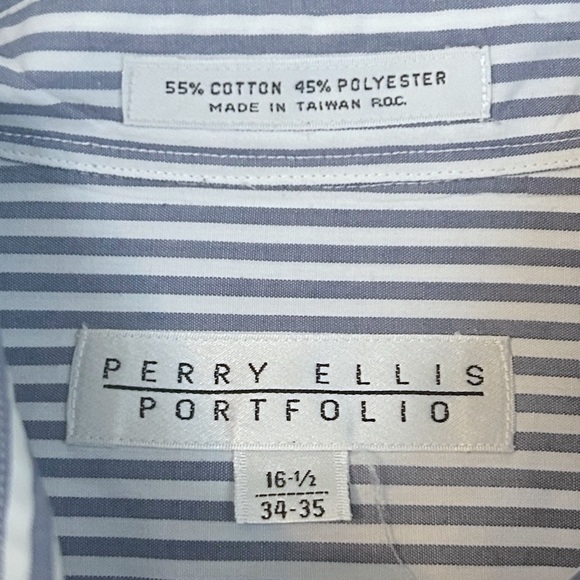 55% COTTON 45% POLYESTER
MADE IN TAIWAN R.O.C.
PERRY ELLIS
PORTFOLIO
16-½
34-35